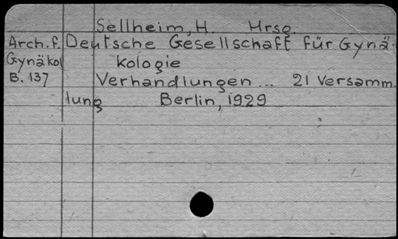 Sellheim, H. Hrsg.
Arch. f. Deutsche Gesellschaft für Gynä-
Gynäkol kologie
B. 137 Verhandlungen ... 21 Versamm.
lung Berlin, 1929